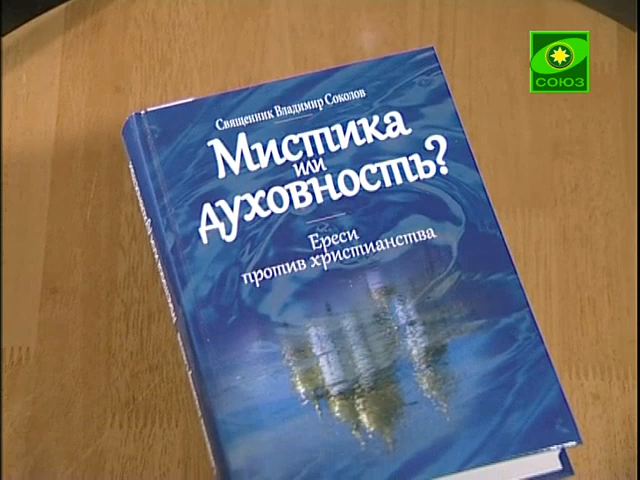 СОЮЗ
Священник Владимир Соколов
Мистика
или
духовность?
Ереси
против христианства